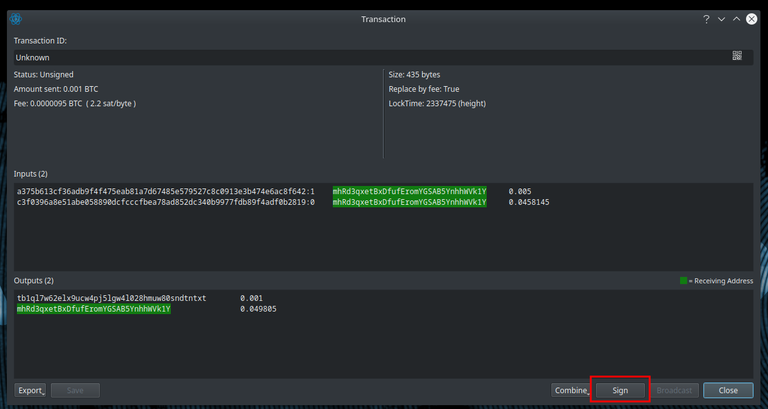 Transaction
Transaction ID:
Unknown
Status: Unsigned
Amount sent: 0.001 BTC
Fee: 0.0000095 BTC ( 2.2 sat/byte )
Size: 435 bytes
Replace by fee: True
LockTime: 2337475 (height)
Inputs (2)
a375b613cf36adb9f4f475eab81a7d67485e579527c80913e3b474e6ac8f642:1 mhRd3qxetBxDfufEromYGSAB5YnhhWVk1Y 0.005
c3f0396a8e51abe058890dcfcccfbea78ad852dc340b9977fdb89f4adf0b2819:0 mhRd3qxetBxDfufEromYGSAB5YnhhWVk1Y 0.0458145
Outputs (2)
= Receiving Address
tb1ql7w62elx9ucw4pj5lgw4l028hmuw80sndtntxt 0.001
mhRd3qxetBxDfufEromYGSAB5YnhhWVk1Y 0.049805
Export
Save
Combine
Sign
Broadcast
Close